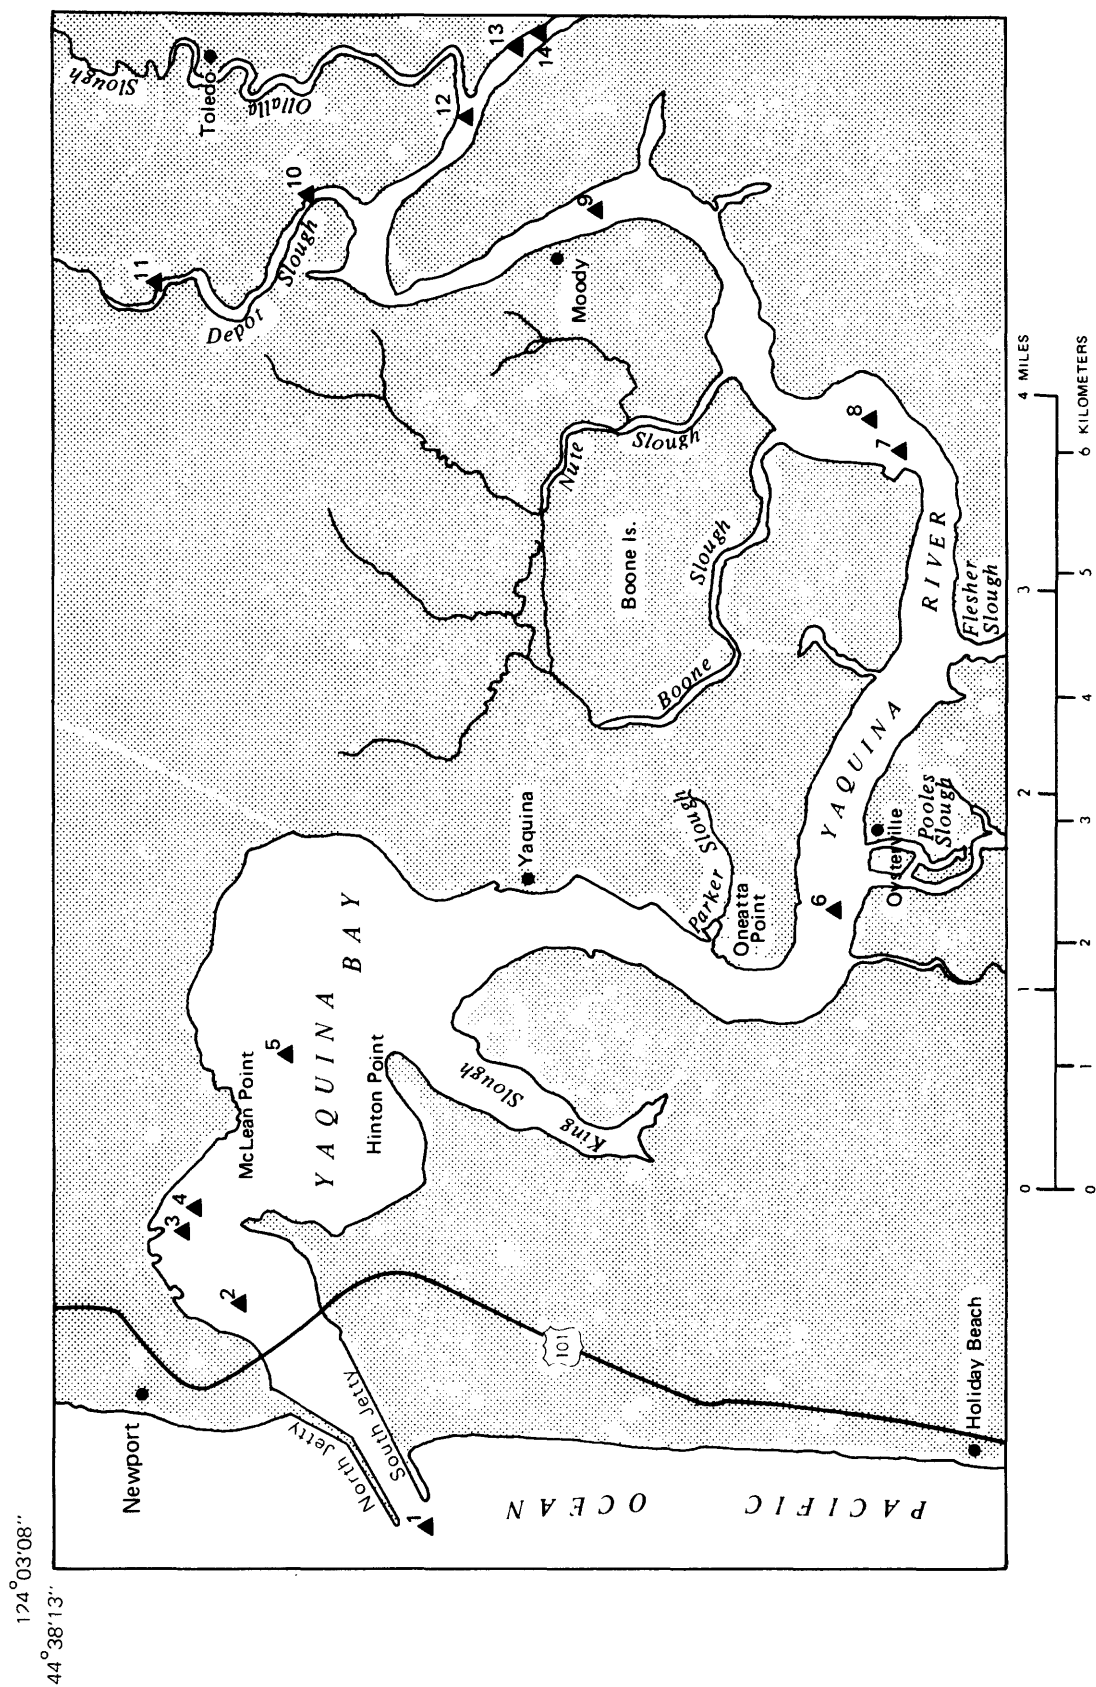 124°03'08"
44°38'13"
Newport
North Jetty
South Jetty
PACIFIC
OCEAN
Holiday Beach
101
1
2
3
4
McLean Point
5
YAQUINA BAY
Hinton Point
King
Slough
Yaquina
Parker Slough
Oneatta
Point
6
Oysterville
Pooles
Slough
YAQUINA
RIVER
Flesher
Slough
Boone
Slough
Boone Is.
Nute
Slough
7
8
Moody
9
Depot
Slough
10
11
Toledo
Ollalla
Slough
12
13
14
0 1 2 3 4 MILES
0 1 2 3 4 5 6 KILOMETERS